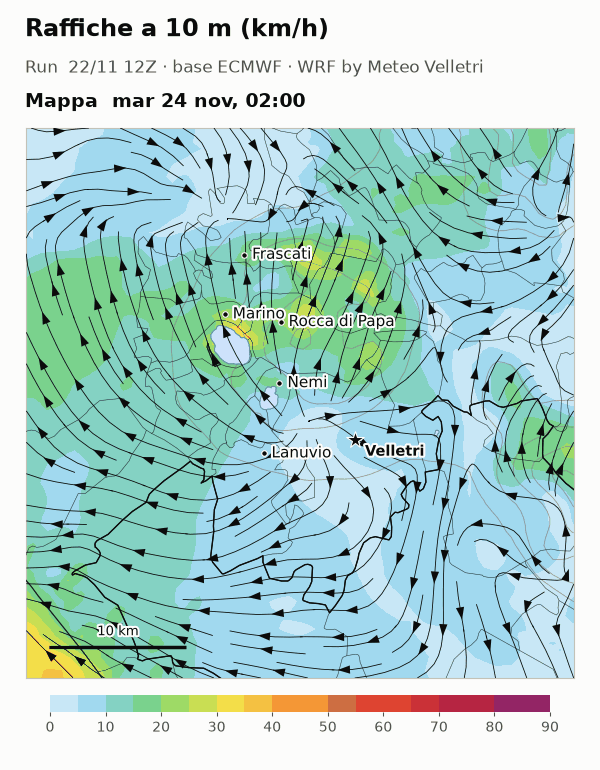 Raffiche a 10 m (km/h)
Run  22/11 12Z · base ECMWF · WRF by Meteo Velletri
Mappa  mar 24 nov, 02:00
Frascati
Marino
Rocca di Papa
Nemi
Velletri
Lanuvio
10 km
0 10 20 30 40 50 60 70 80 90